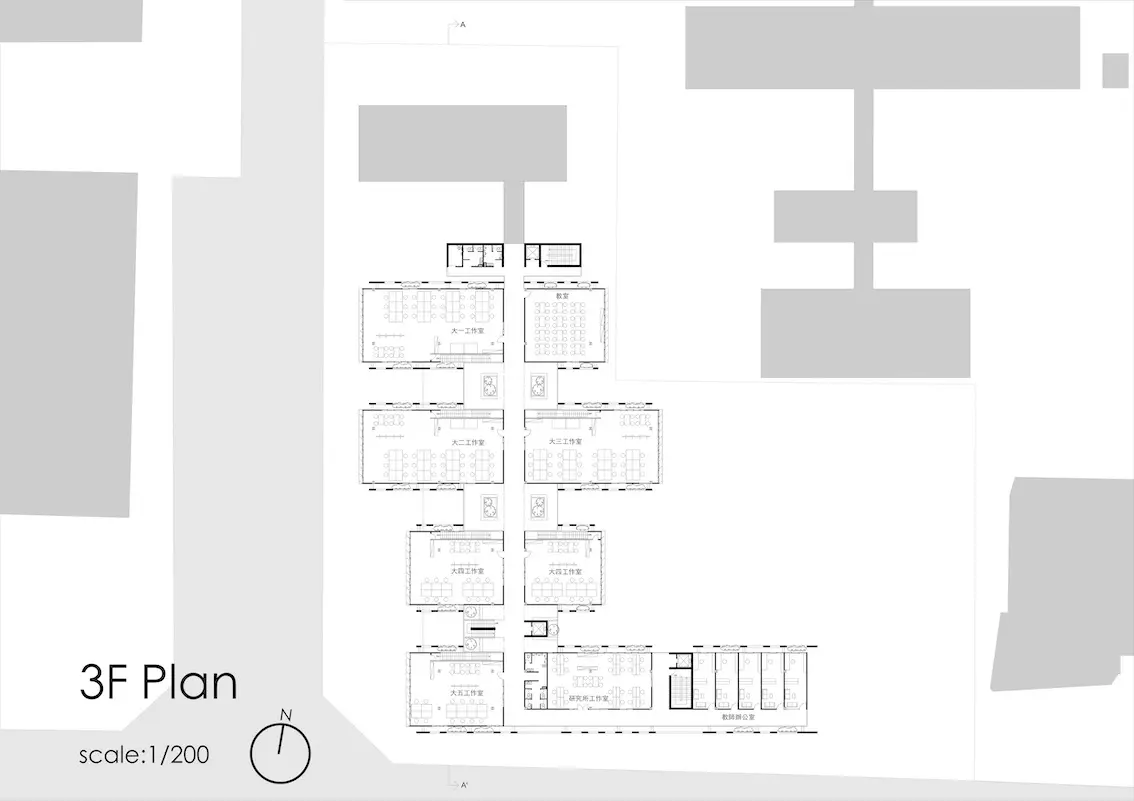 A
教室
大一工作室
大二工作室
大三工作室
大四工作室
大四工作室
大五工作室
研究所工作室
教師辦公室
3F Plan
N
scale:1/200
A'